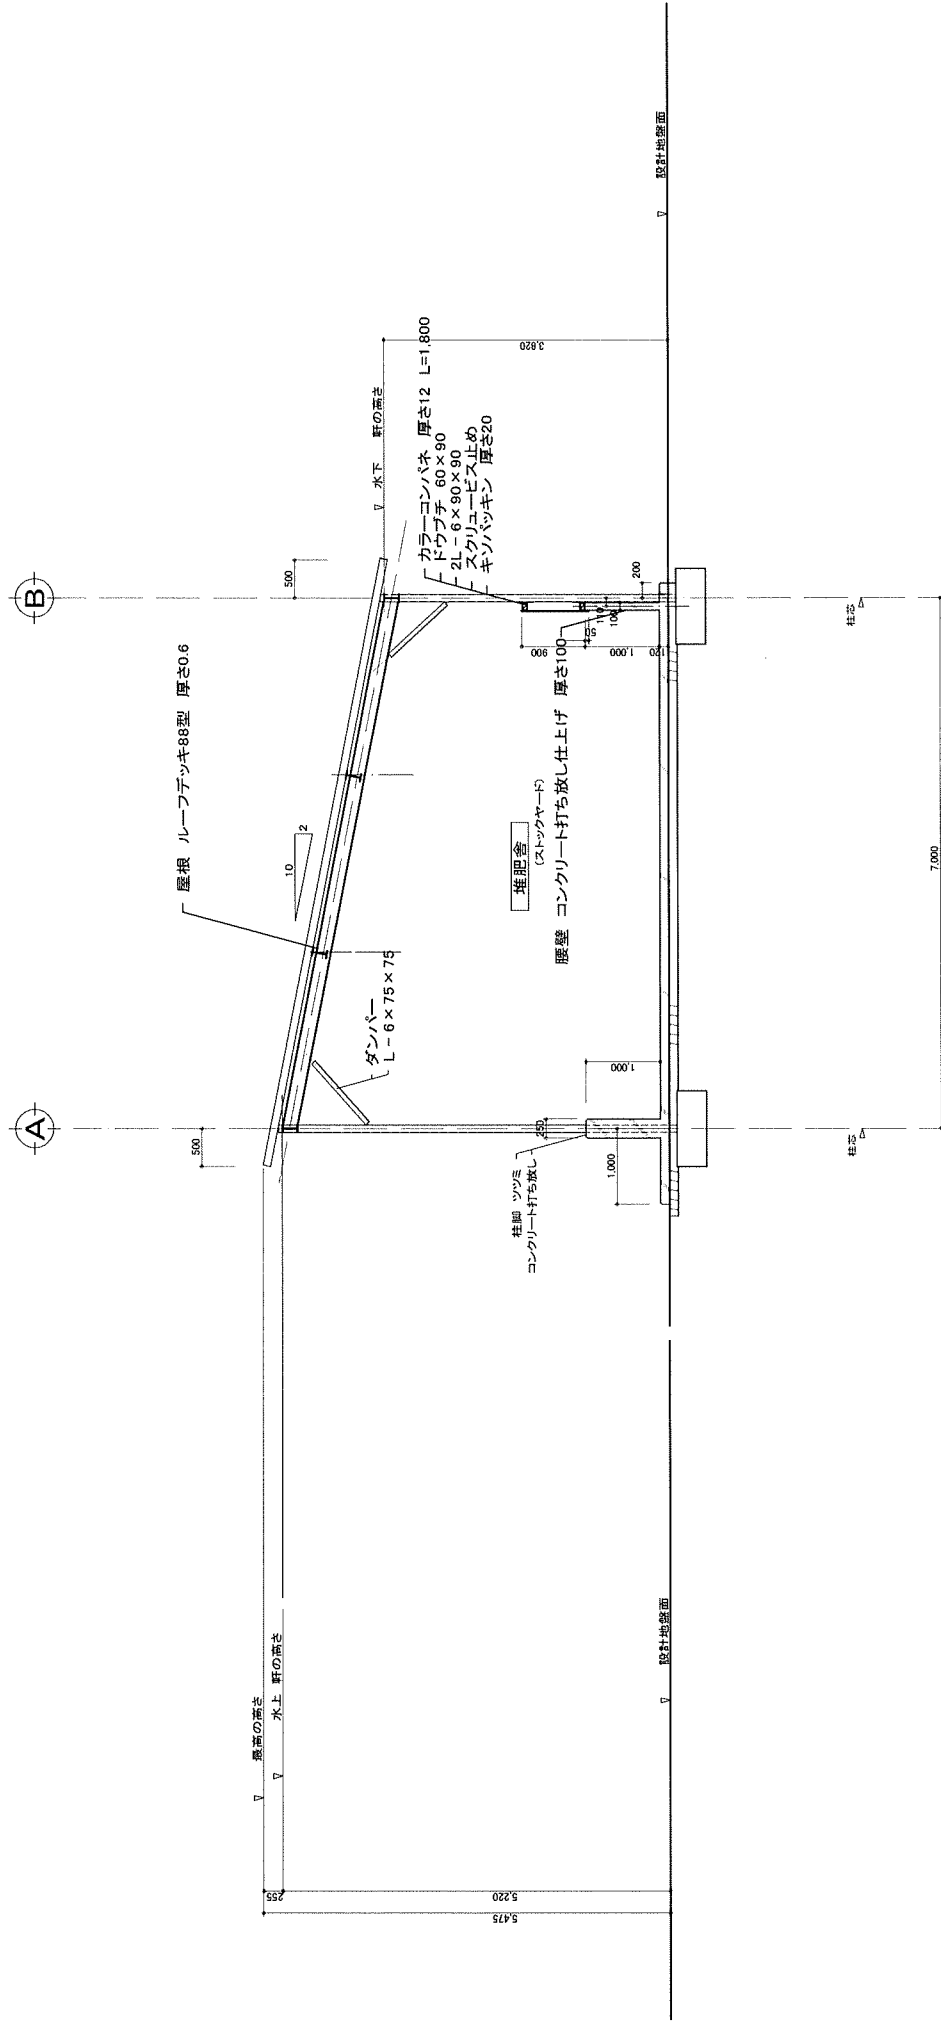 A
B
500
500
屋根 ルーフデッキ88型 厚さ0.6
10
2
最高の高さ
水上 軒の高さ
水下 軒の高さ
255
5,220
5,475
3,820
ダンパー
L-6×75×75
カラーコンパネ 厚さ12 L=1,800
ドウブチ 60×90
2L-6×90×90
スクリュービス止め
キソパッキン 厚さ20
堆肥舎
(ストックヤード)
腰壁 コンクリート打ち放し仕上げ 厚さ100
柱脚 ツツミ
コンクリート打ち放し
250
1,000
1,000
900
50
1,000
120
110
100
200
設計地盤面
設計地盤面
柱芯
柱芯
7,000